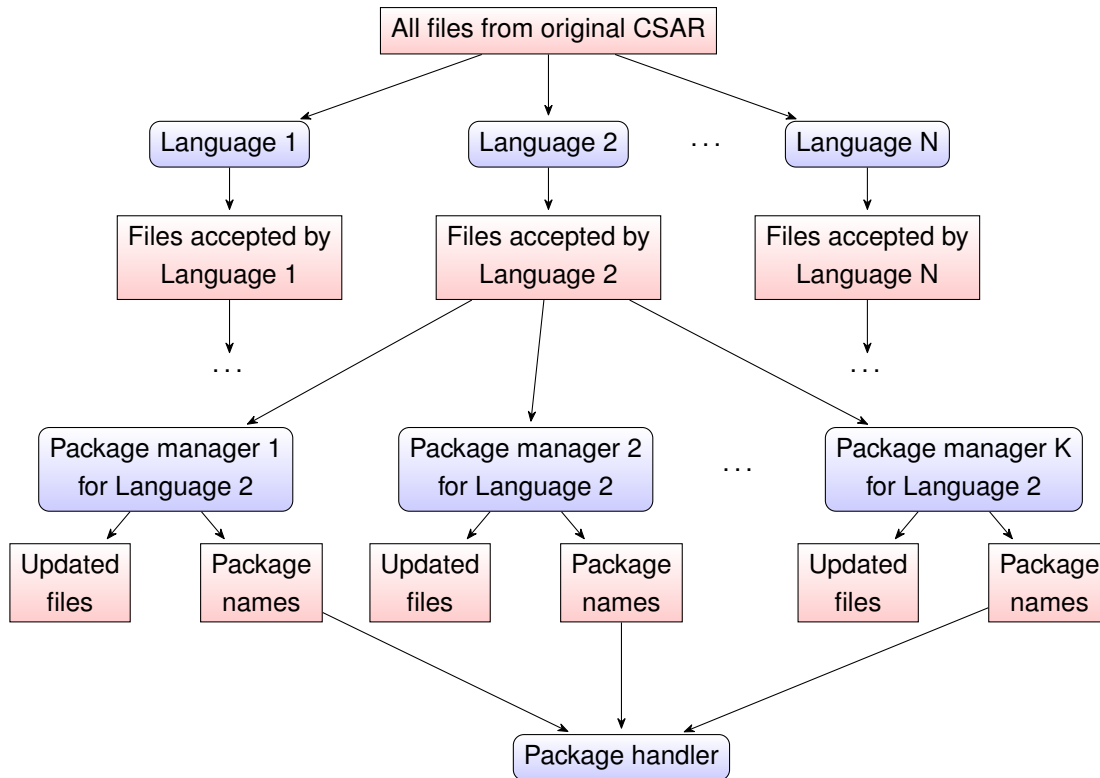 All files from original CSAR
Language 1
Language 2
. . .
Language N
Files accepted by
Language 1
Files accepted by
Language 2
Files accepted by
Language N
. . .
. . .
Package manager 1
for Language 2
Package manager 2
for Language 2
. . .
Package manager K
for Language 2
Updated
files
Package
names
Updated
files
Package
names
Updated
files
Package
names
Package handler